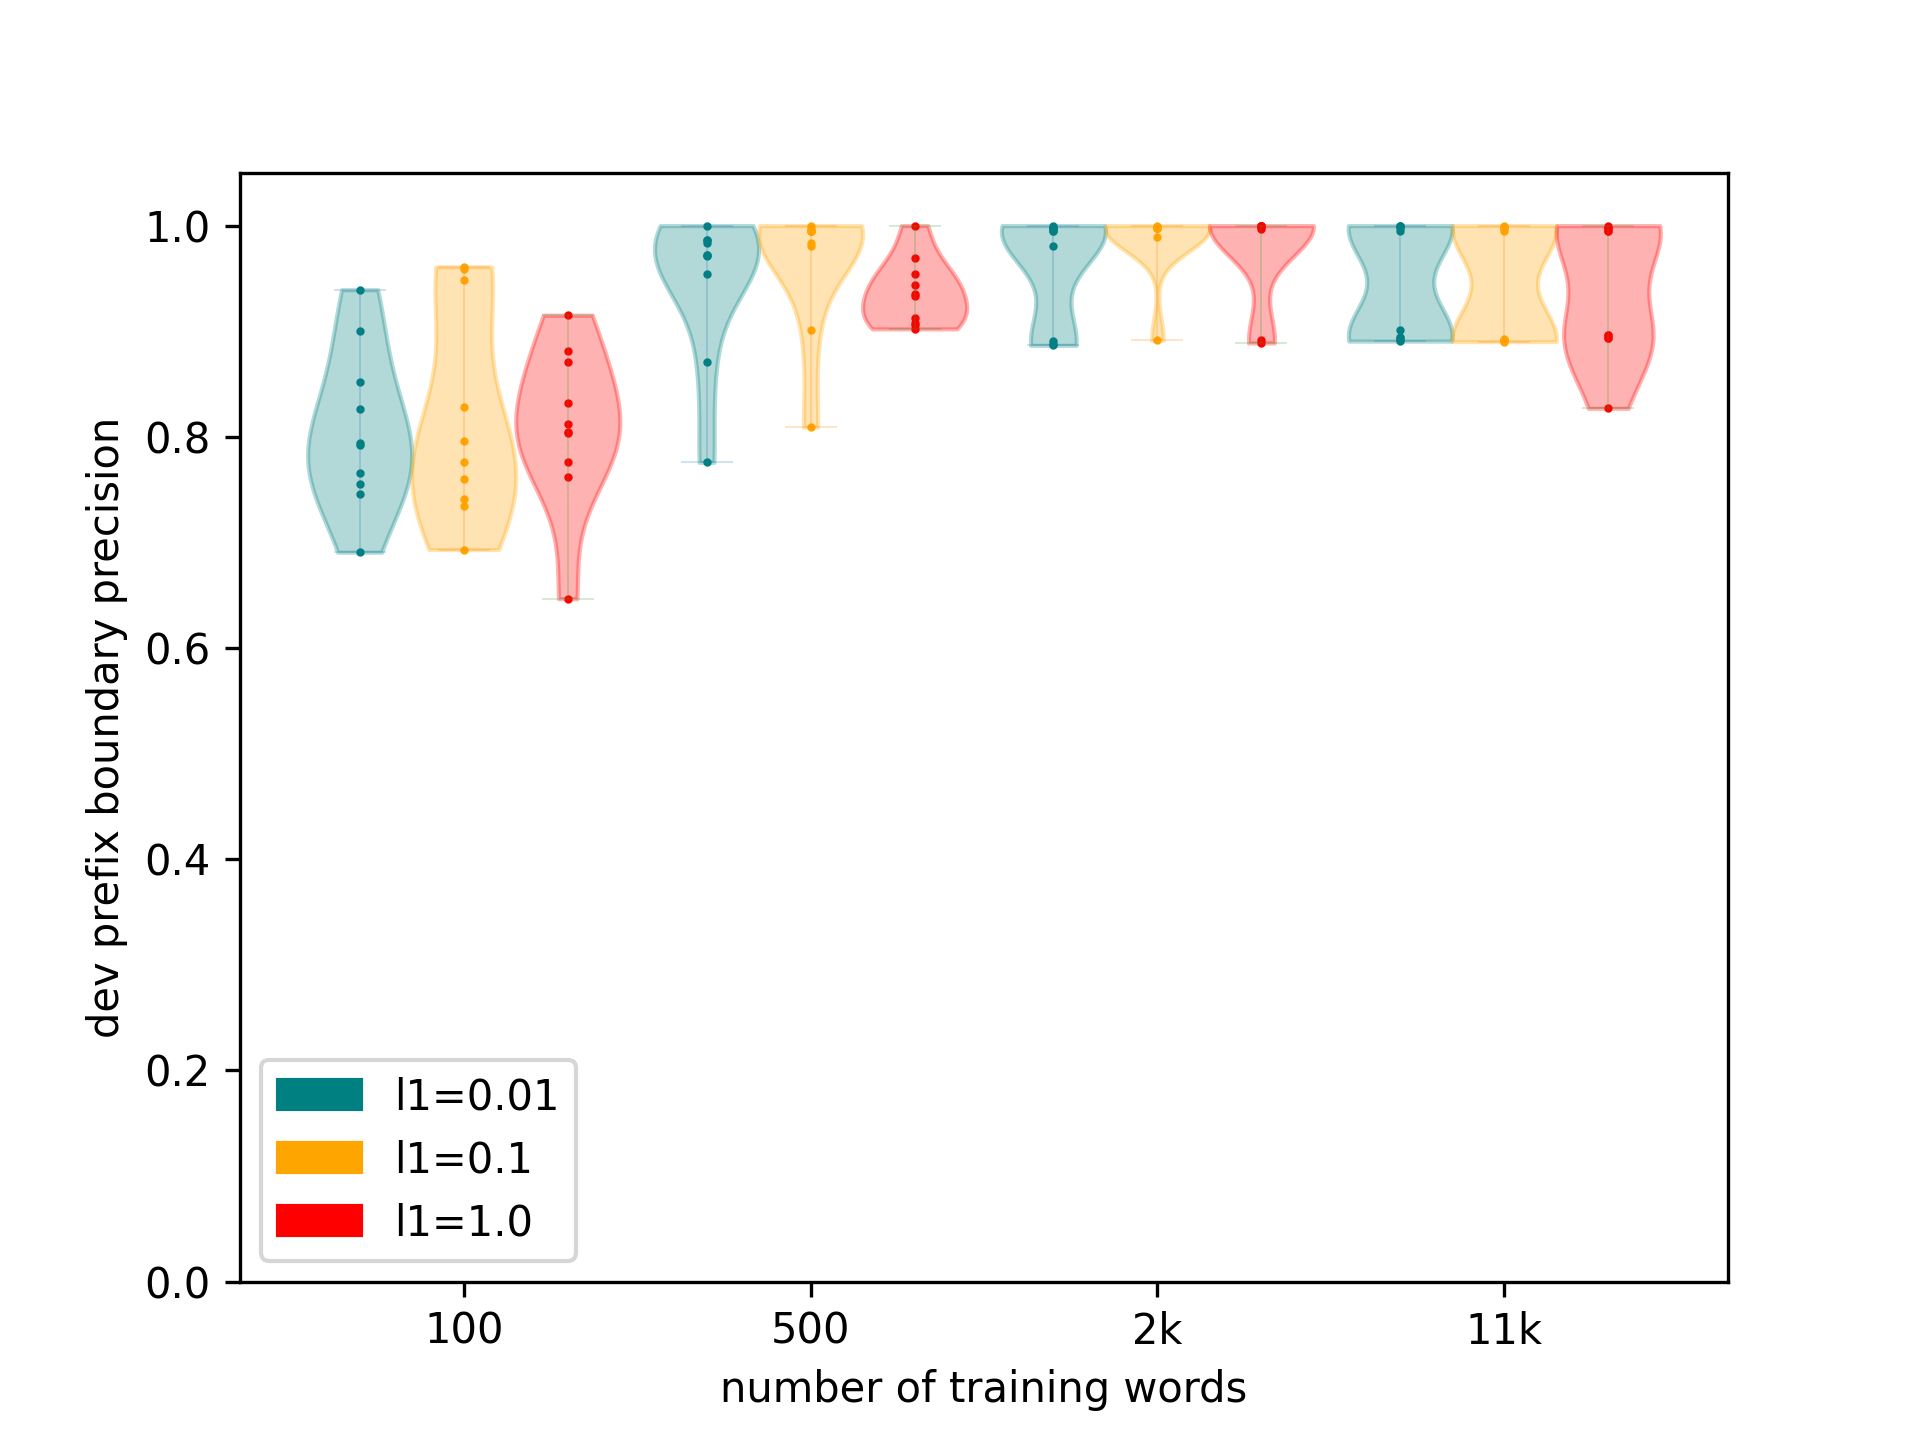 1.0
0.8
0.6
0.4
0.2
0.0
dev prefix boundary precision
l1=0.01
l1=0.1
l1=1.0
100 500 2k 11k
number of training words